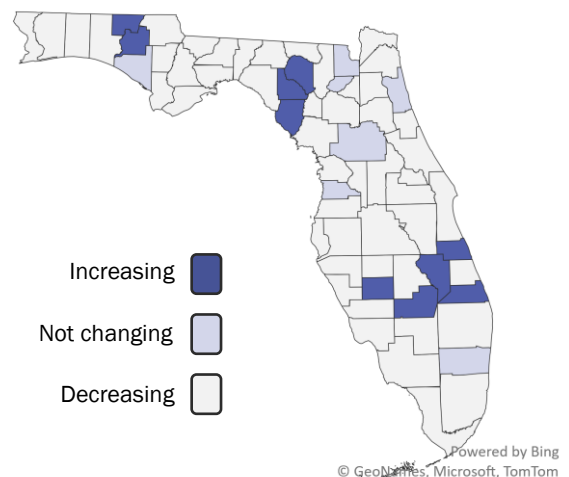 Increasing
Not changing
Decreasing
Powered by Bing
© GeoNames, Microsoft, TomTom